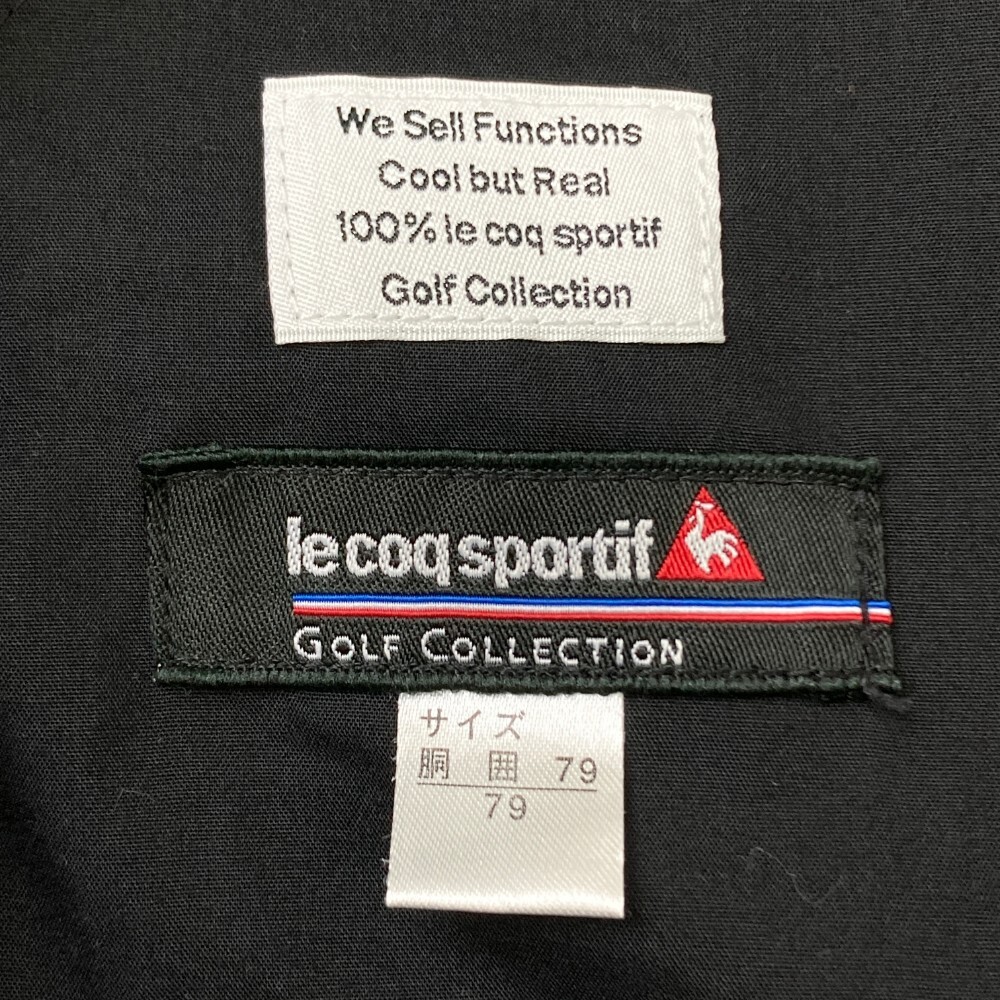 We Sell Functions
Cool but Real
100% le coq sportif
Golf Collection
le coq sportif
GOLF COLLECTION
サイズ
胴 囲 79
79